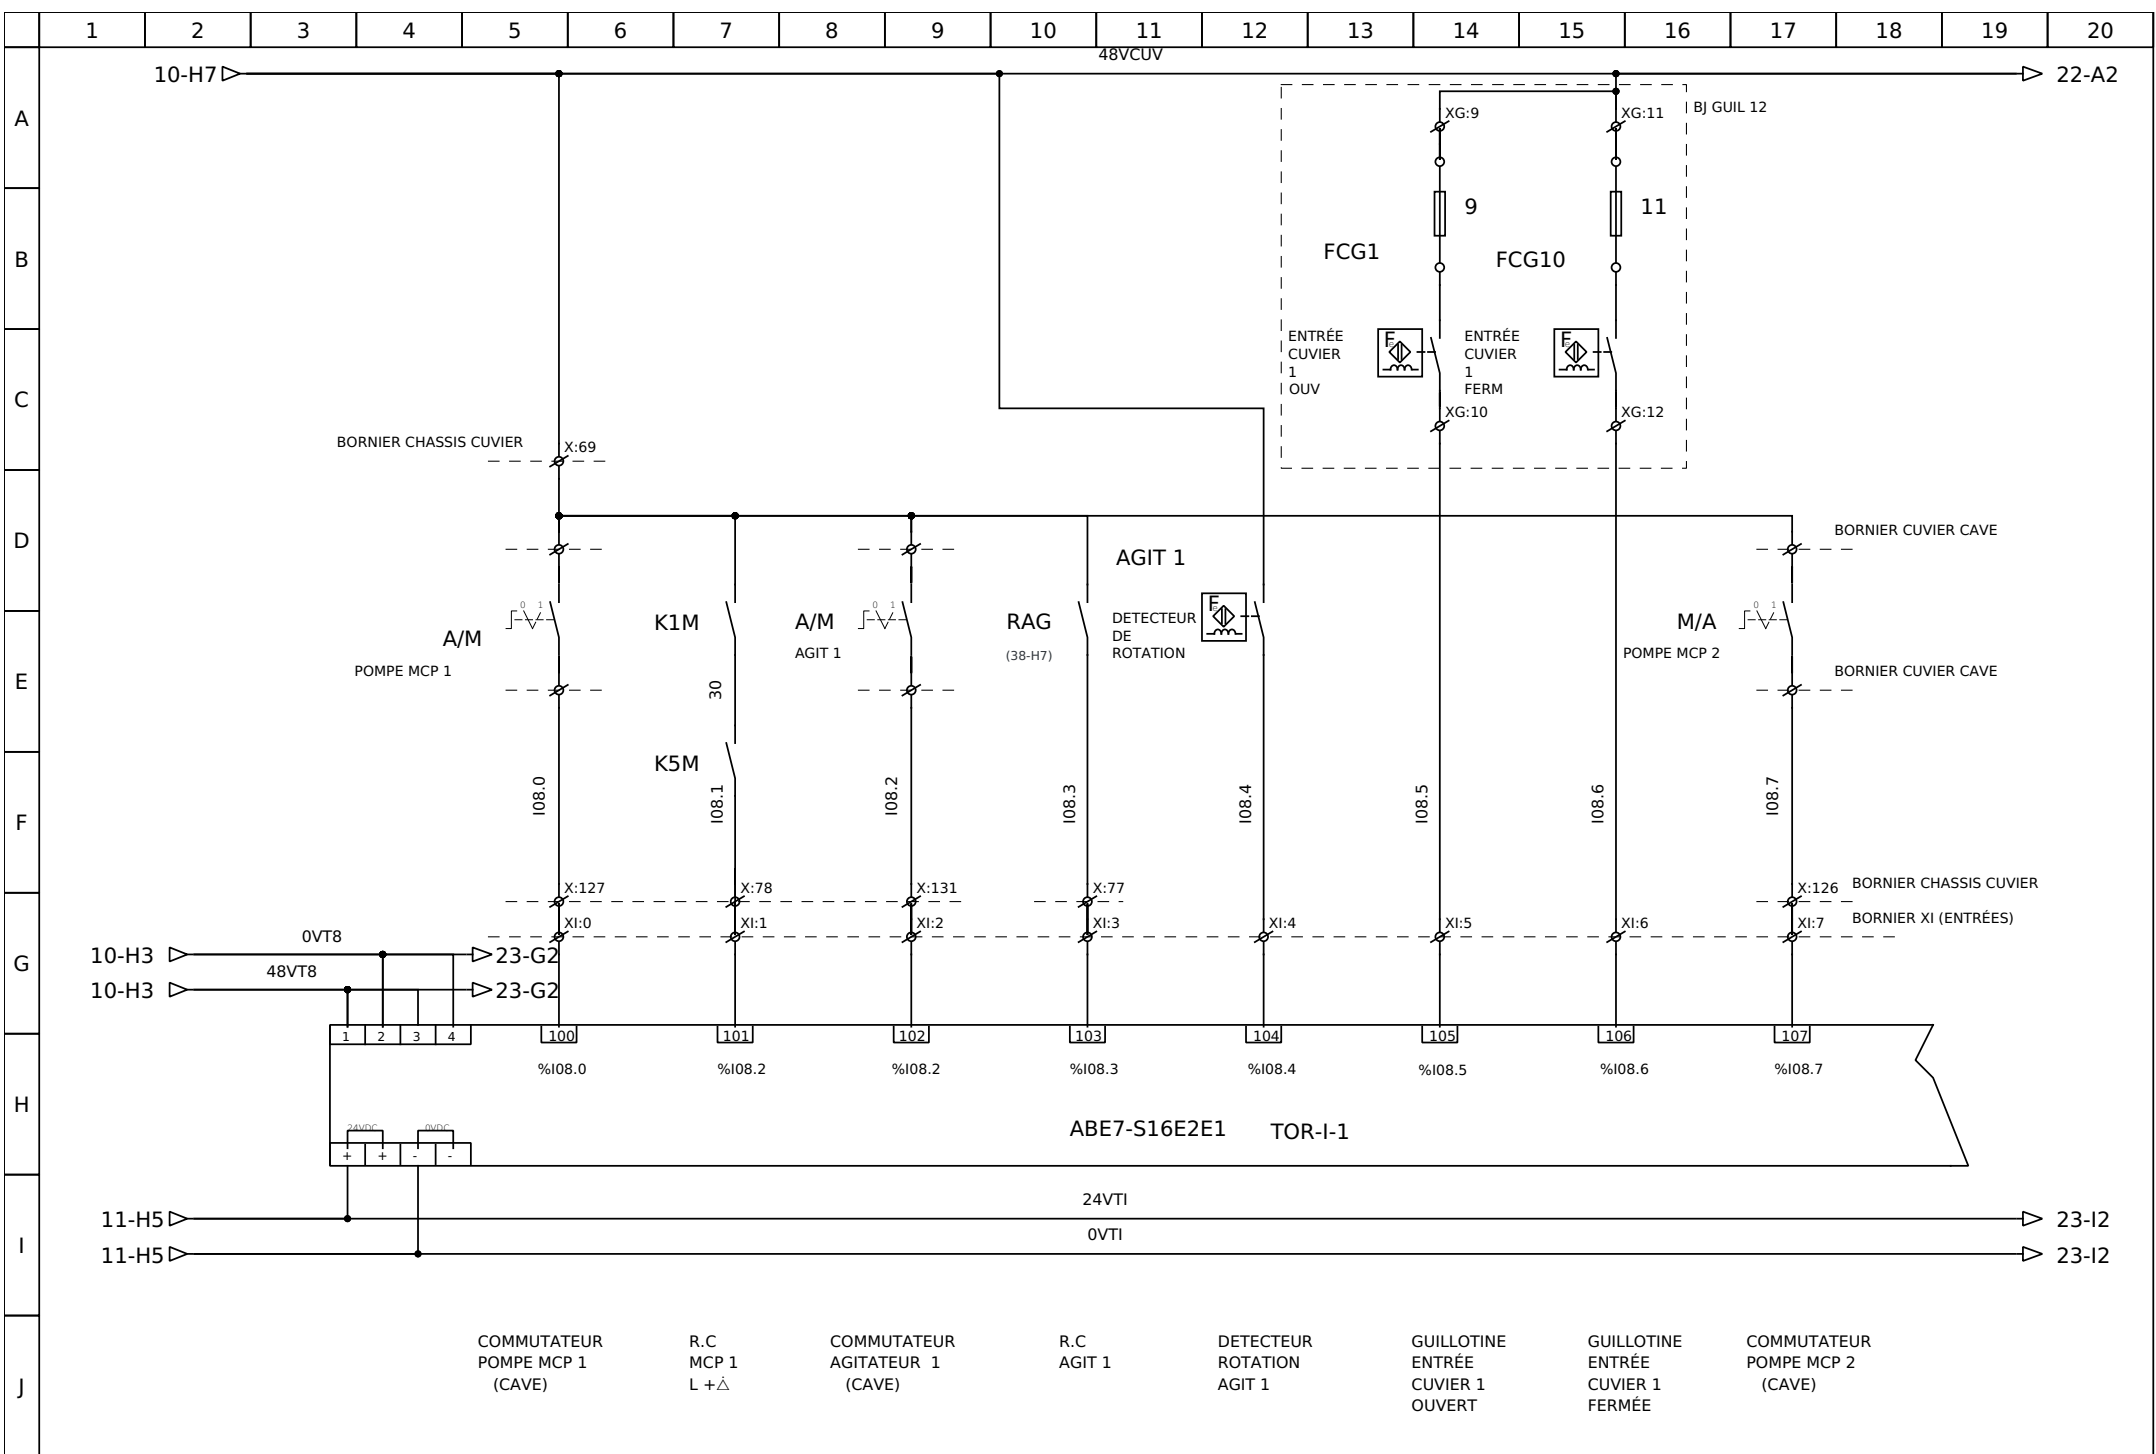 1 2 3 4 5 6 7 8 9 10 11 12 13 14 15 16 17 18 19 20
48VCUV
10-H7
22-A2
A
XG:9
XG:11
BJ GUIL 12
9
11
B
FCG1
FCG10
ENTRÉE
CUVIER
1
OUV
F
e
ENTRÉE
CUVIER
1
FERM
F
e
C
XG:10
XG:12
BORNIER CHASSIS CUVIER
X:69
D
BORNIER CUVIER CAVE
AGIT 1
0 1
A/M
POMPE MCP 1
K1M
A/M
AGIT 1
0 1
RAG
(38-H7)
DETECTEUR
DE
ROTATION
F
e
M/A
POMPE MCP 2
0 1
E
30
BORNIER CUVIER CAVE
K5M
F
I08.0
I08.1
I08.2
I08.3
I08.4
I08.5
I08.6
I08.7
X:127
X:78
X:131
X:77
X:126
BORNIER CHASSIS CUVIER
XI:0
XI:1
XI:2
XI:3
XI:4
XI:5
XI:6
XI:7
BORNIER XI (ENTRÉES)
G
0VT8
10-H3
23-G2
48VT8
10-H3
23-G2
1 2 3 4
100 101 102 103 104 105 106 107
%I08.0 %I08.2 %I08.2 %I08.3 %I08.4 %I08.5 %I08.6 %I08.7
H
ABE7-S16E2E1 TOR-I-1
24VDC 0VDC
+ + - -
24VTI
11-H5
23-I2
I
0VTI
11-H5
23-I2
J
COMMUTATEUR
POMPE MCP 1
(CAVE)
R.C
MCP 1
L +△
COMMUTATEUR
AGITATEUR 1
(CAVE)
R.C
AGIT 1
DETECTEUR
ROTATION
AGIT 1
GUILLOTINE
ENTRÉE
CUVIER 1
OUVERT
GUILLOTINE
ENTRÉE
CUVIER 1
FERMÉE
COMMUTATEUR
POMPE MCP 2
(CAVE)